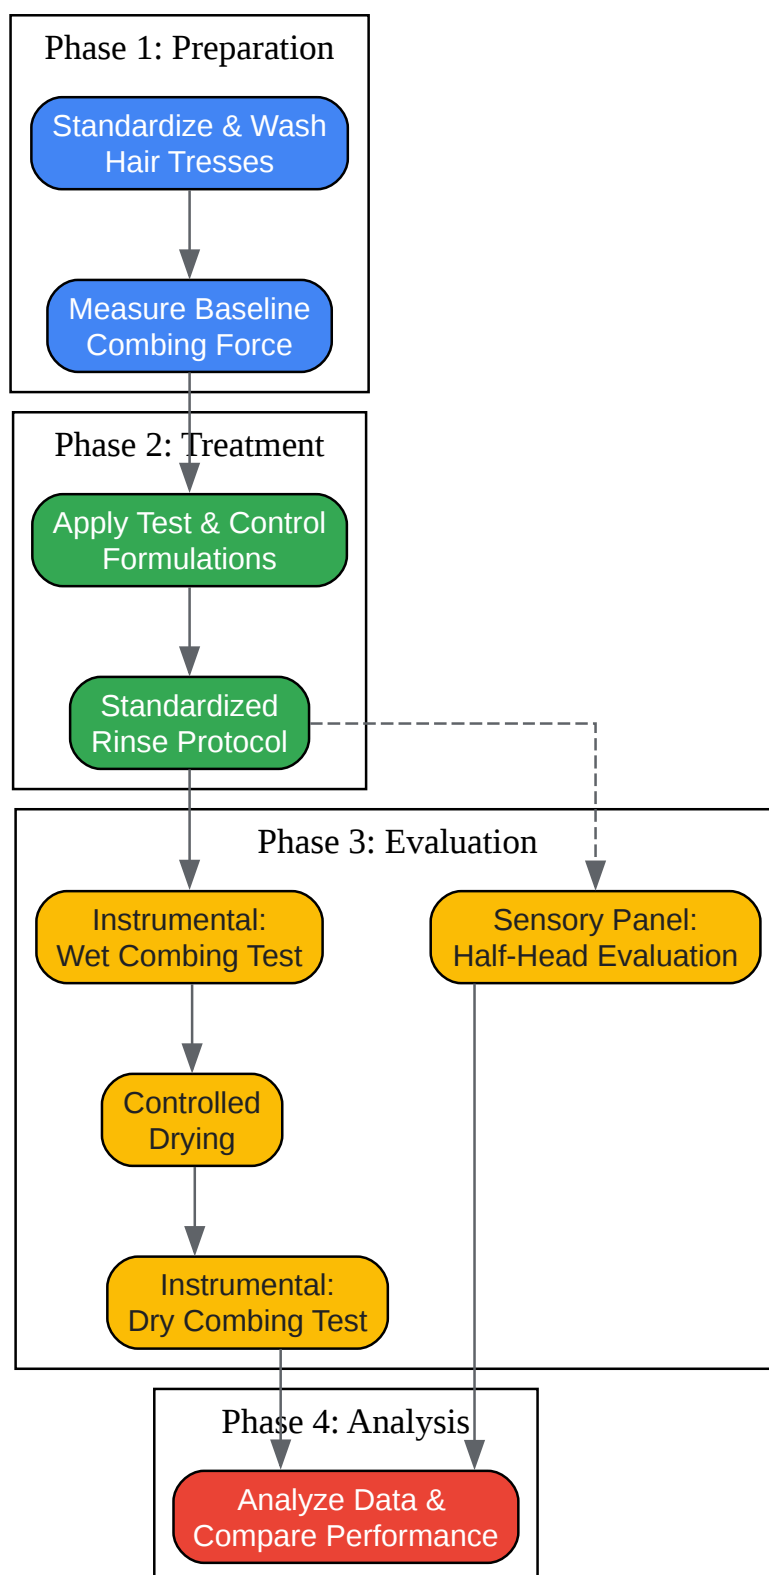 Phase 1: Preparation
Standardize & Wash
Hair Tresses
Measure Baseline
Combing Force
Phase 2: Treatment
Apply Test & Control
Formulations
Standardized
Rinse Protocol
Phase 3: Evaluation
Instrumental:
Wet Combing Test
Sensory Panel:
Half-Head Evaluation
Controlled
Drying
Instrumental:
Dry Combing Test
Phase 4: Analysis
Analyze Data &
Compare Performance